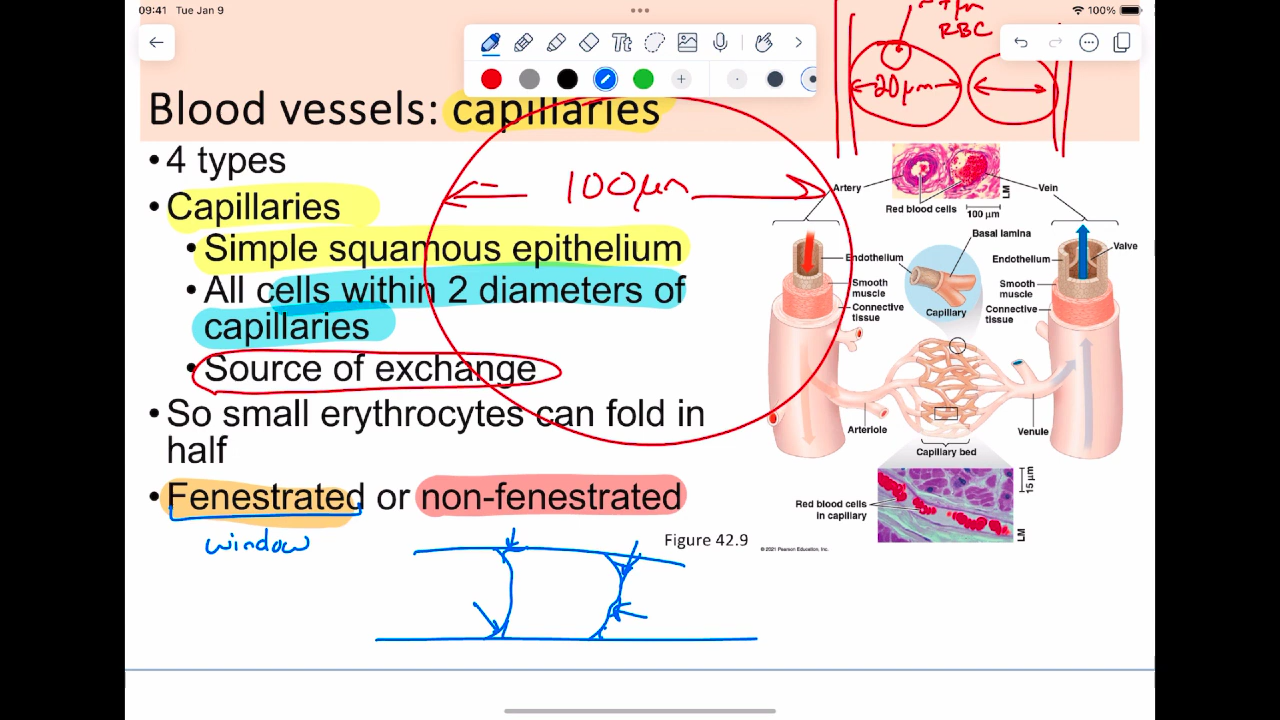 09:41 Tue Jan 9
100%
RBC
20 μm
Blood vessels: capillaries
• 4 types
• Capillaries
• Simple squamous epithelium
• All cells within 2 diameters of
capillaries
• Source of exchange
• So small erythrocytes can fold in
half
• Fenestrated or non-fenestrated
window
100μm
Figure 42.9
Artery
Vein
LM
Red blood cells
100 μm
Basal lamina
Valve
Endothelium
Endothelium
Smooth
muscle
Smooth
muscle
Connective
tissue
Capillary
Connective
tissue
Arteriole
Venule
Capillary bed
15 μm
Red blood cells
in capillary
LM
© 2021 Pearson Education, Inc.